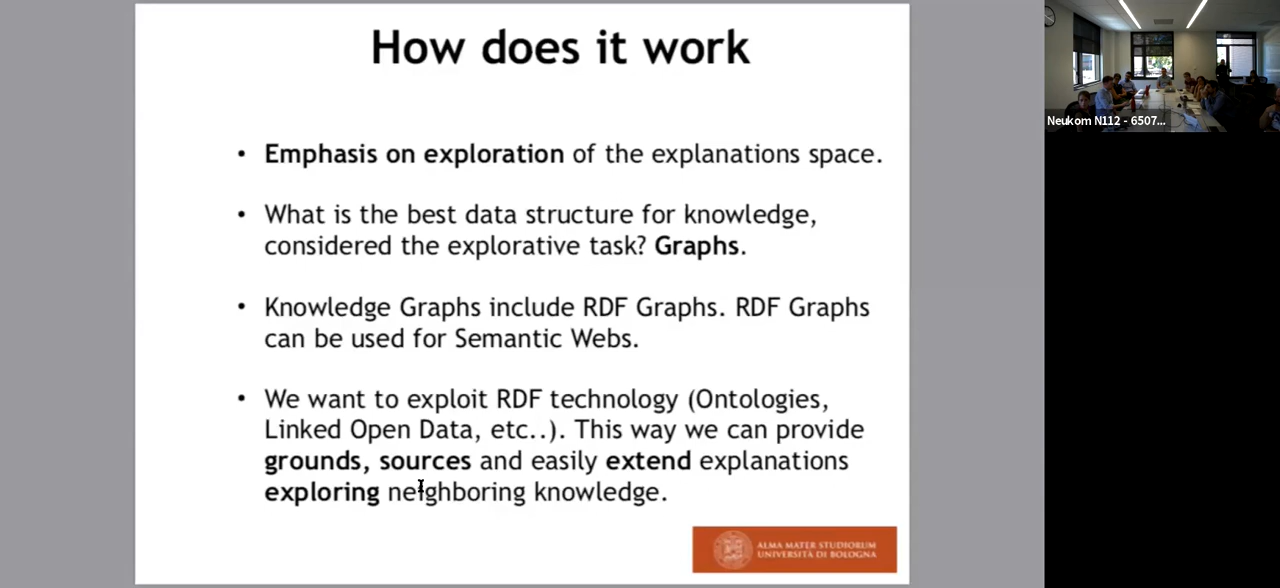 How does it work
• Emphasis on exploration of the explanations space.
• What is the best data structure for knowledge,
considered the explorative task? Graphs.
• Knowledge Graphs include RDF Graphs. RDF Graphs
can be used for Semantic Webs.
• We want to exploit RDF technology (Ontologies,
Linked Open Data, etc..). This way we can provide
grounds, sources and easily extend explanations
exploring neighboring knowledge.
ALMA MATER STUDIORUM
UNIVERSITÀ DI BOLOGNA
Neukom N112 - 6507...